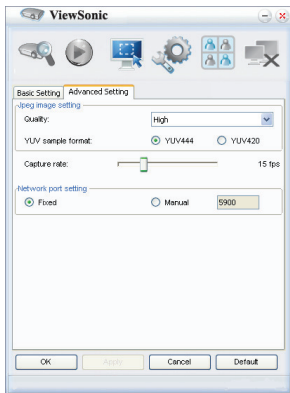 ViewSonic
Basic Setting Advanced Setting
Jpeg image setting
Quality: High
YUV sample format: YUV444 YUV420
Capture rate: 15 fps
Network port setting
Fixed Manual 5900
OK Apply Cancel Default